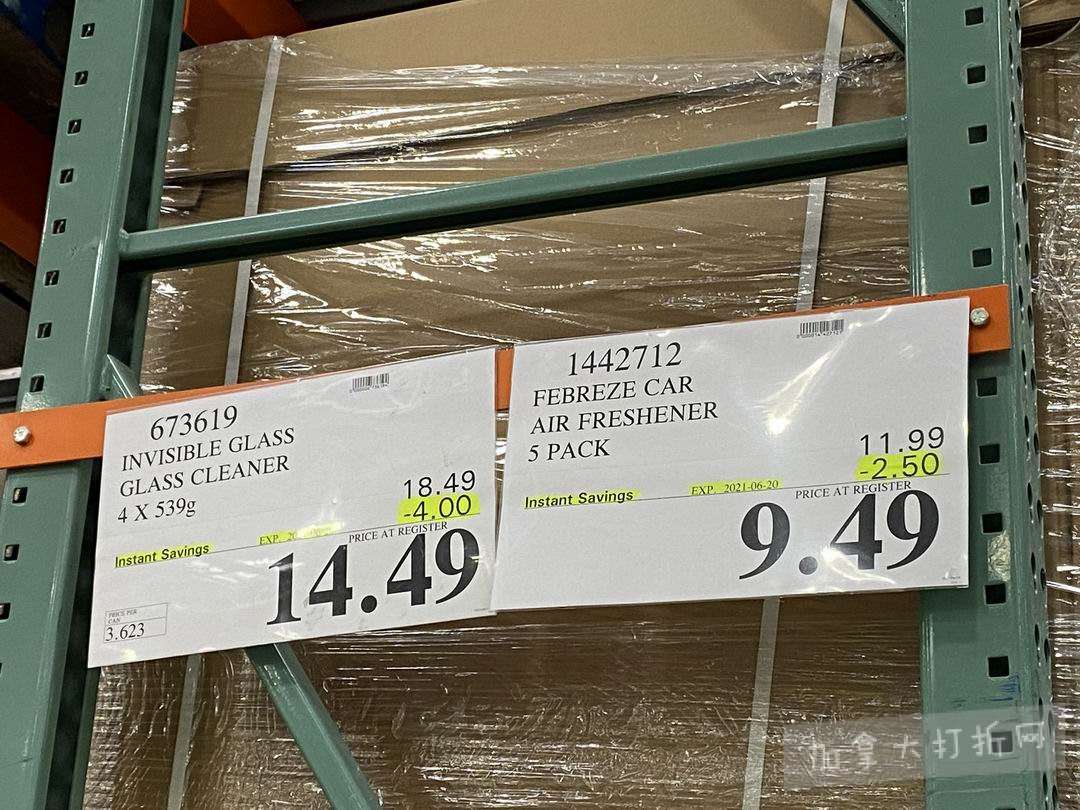 673619
INVISIBLE GLASS
GLASS CLEANER
4 X 539g
18.49
-4.00
Instant Savings
EXP.
PRICE AT REGISTER
14.49
PRICE PER
CAN
3.623
1442712
FEBREZE CAR
AIR FRESHENER
5 PACK
11.99
-2.50
Instant Savings
EXP. 2021-06-20
PRICE AT REGISTER
9.49
加拿大打折网